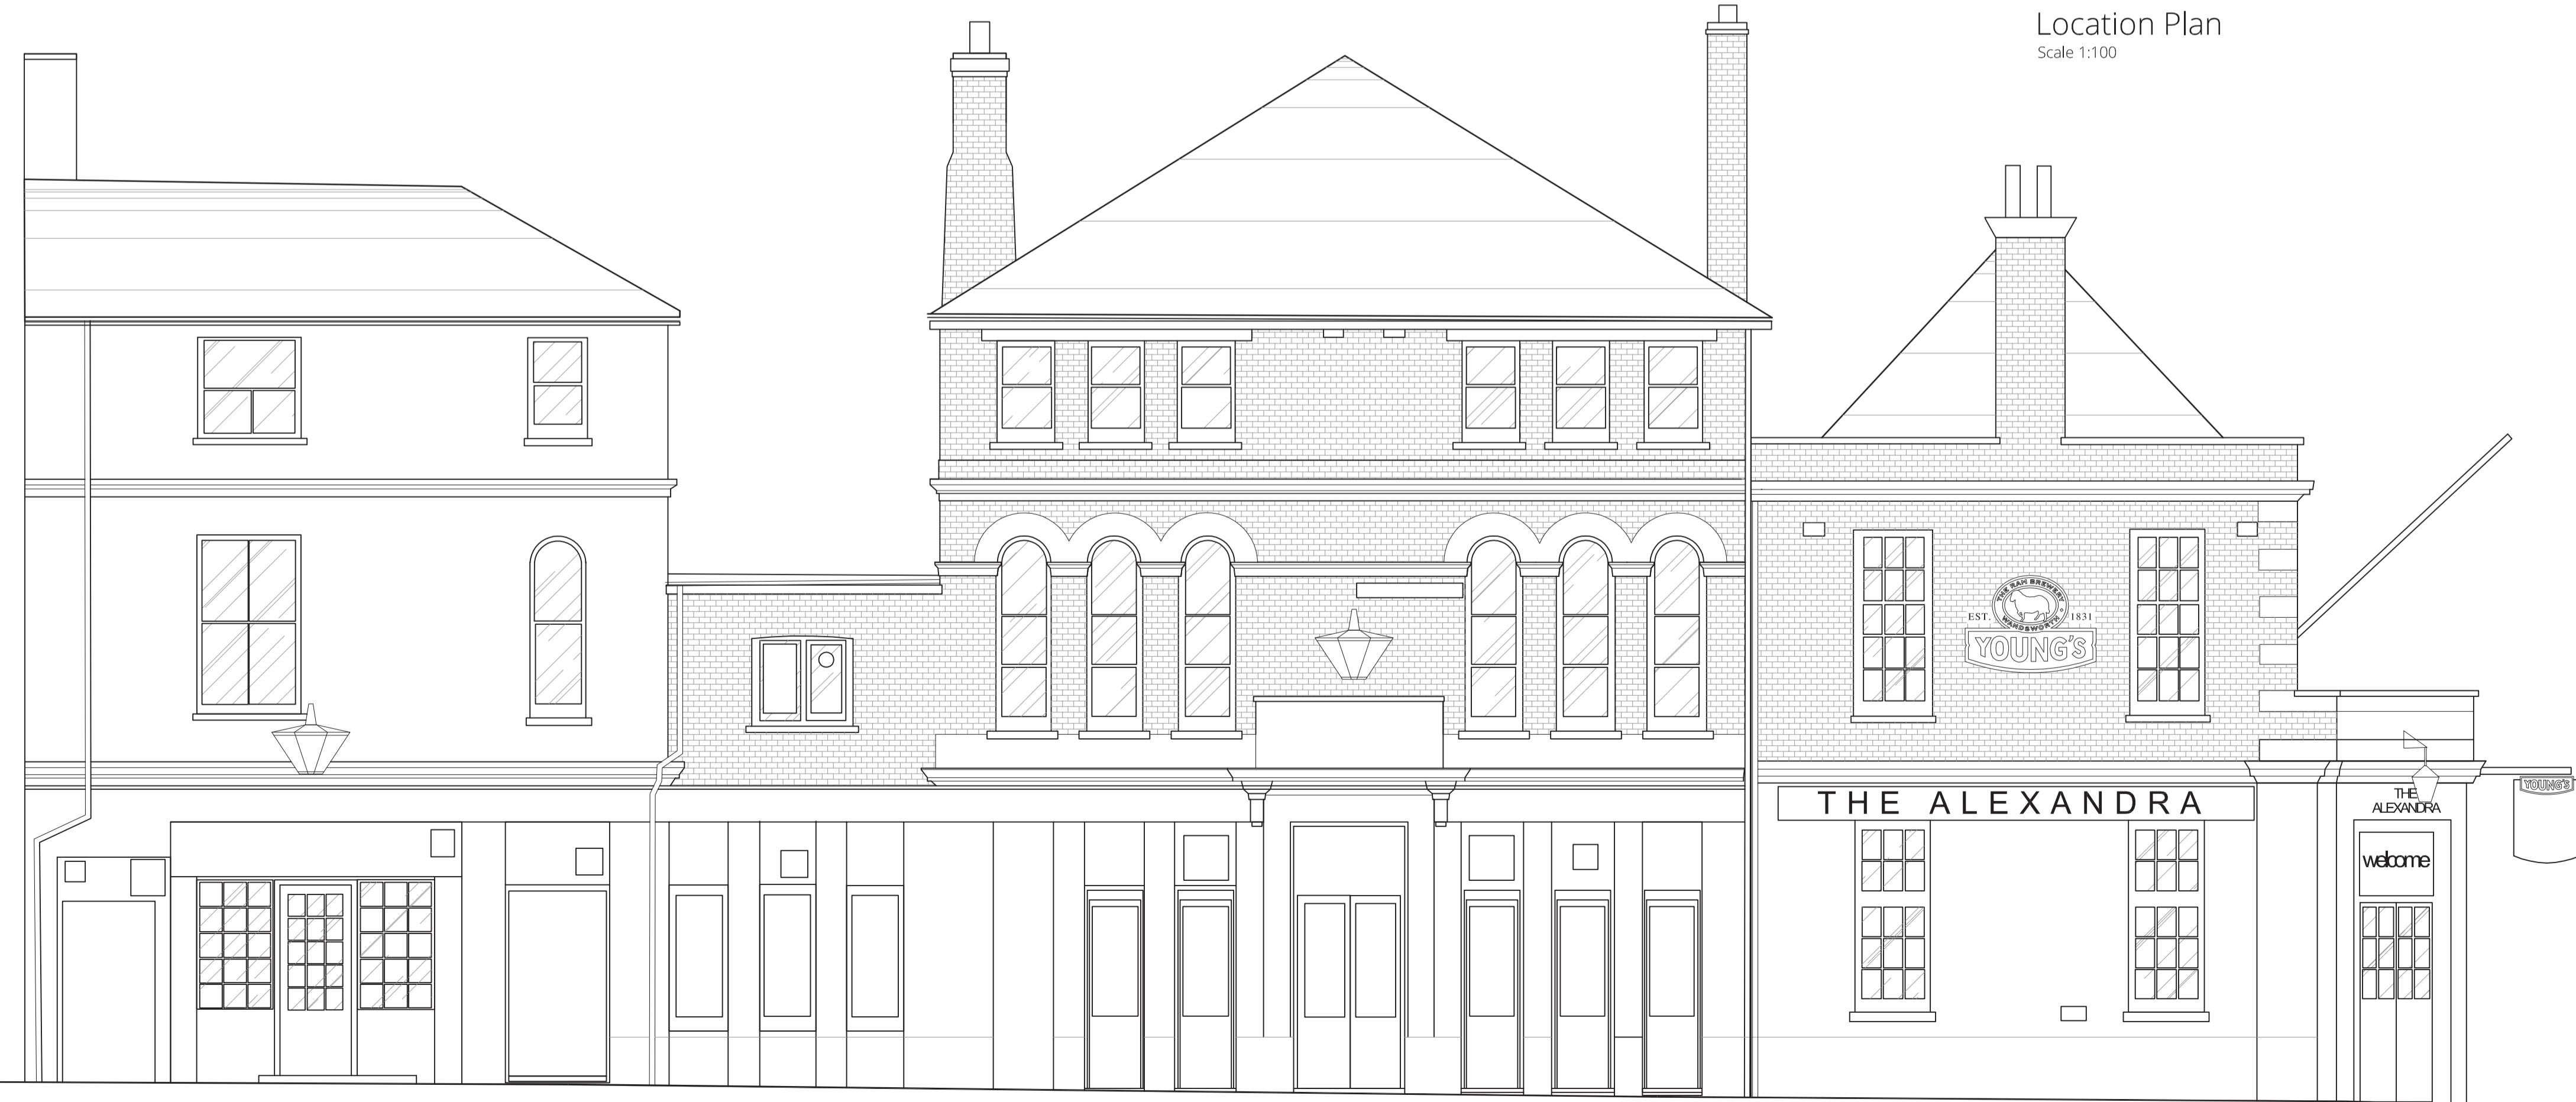 Location Plan
Scale 1:100
THE RAM BREWERY
EST. 1831
WANDSWORTH
YOUNG'S
THE ALEXANDRA
THE
ALEXANDRA
welcome
YOUNG'S